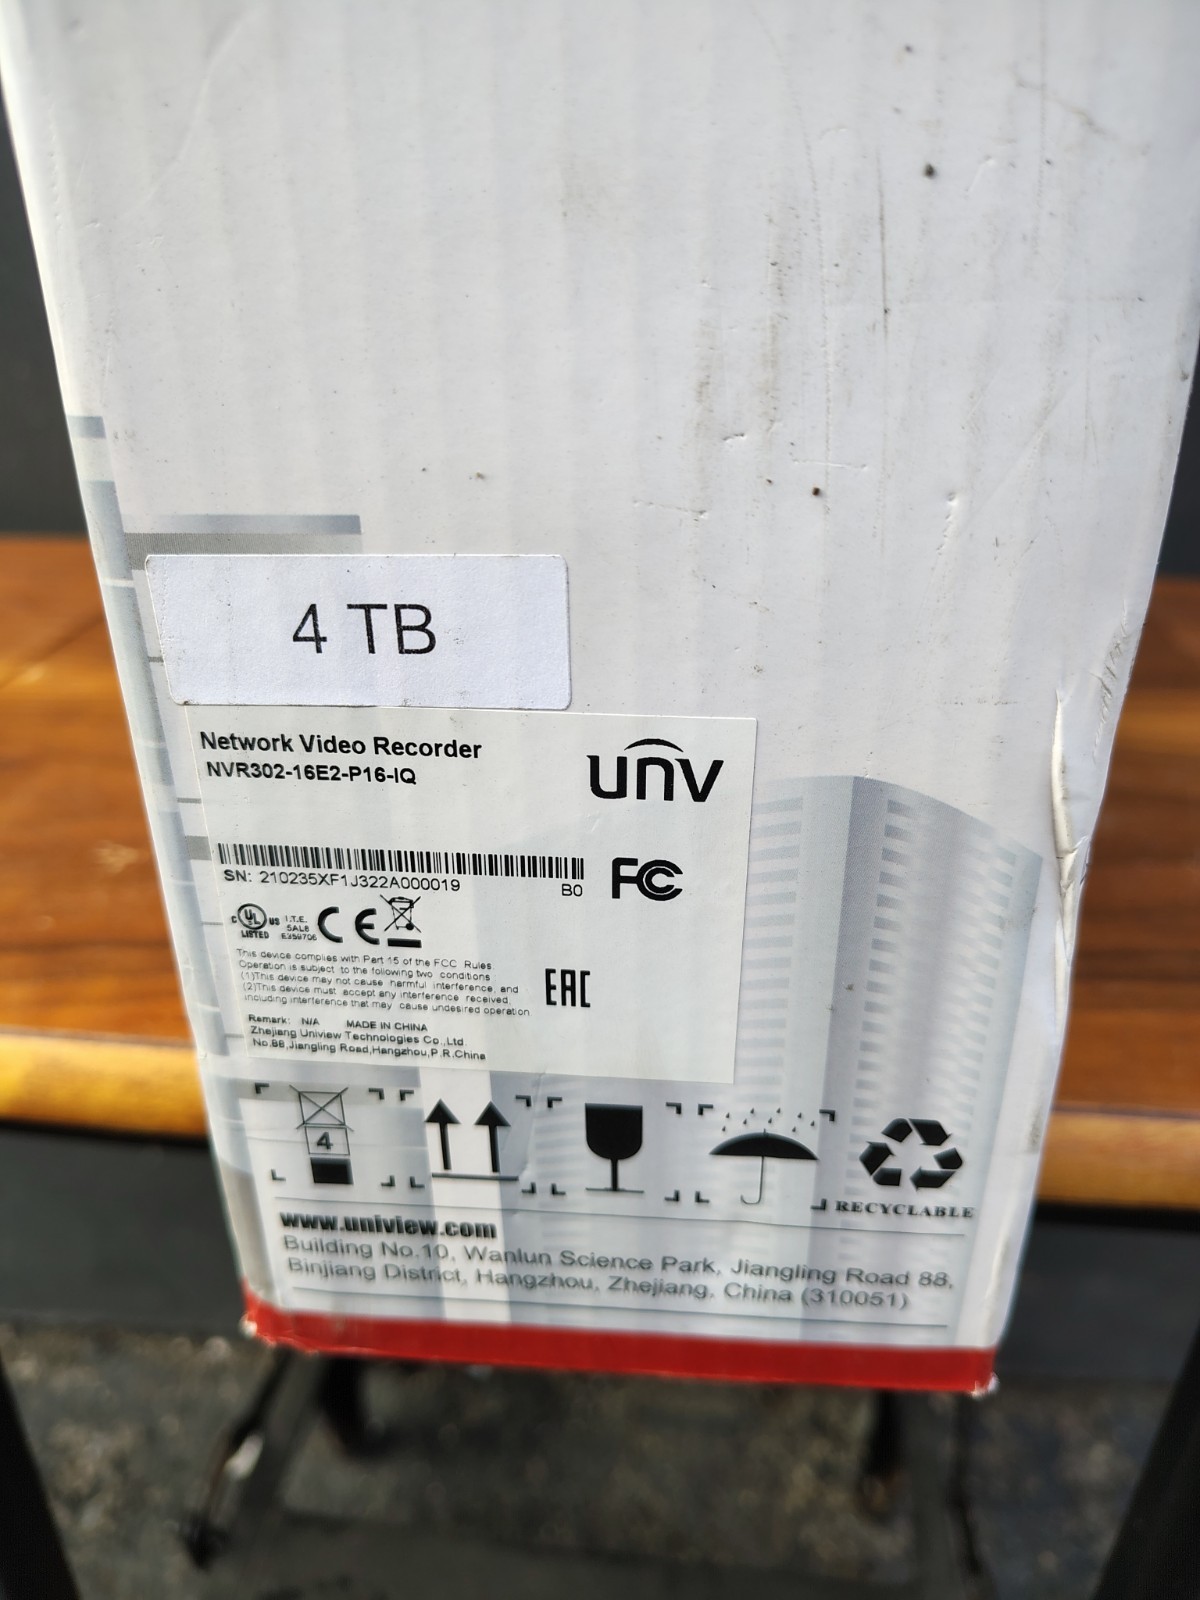 4 TB
Network Video Recorder
NVR302-16E2-P16-IQ
unv
SN: 210235XF1J322A000019
B0
FC
C UL US
LISTED
I.T.E.
5AL8
E359706
CE
This device complies with Part 15 of the FCC Rules.
Operation is subject to the following two conditions:
(1)This device may not cause harmful interference, and
(2)This device must accept any interference received,
including interference that may cause undesired operation
EAC
Remark: N/A MADE IN CHINA
Zhejiang Uniview Technologies Co.,Ltd.
No.88,Jiangling Road,Hangzhou,P.R.China
4
RECYCLABLE
www.uniview.com
Building No.10, Wanlun Science Park, Jiangling Road 88,
Binjiang District, Hangzhou, Zhejiang, China (310051)